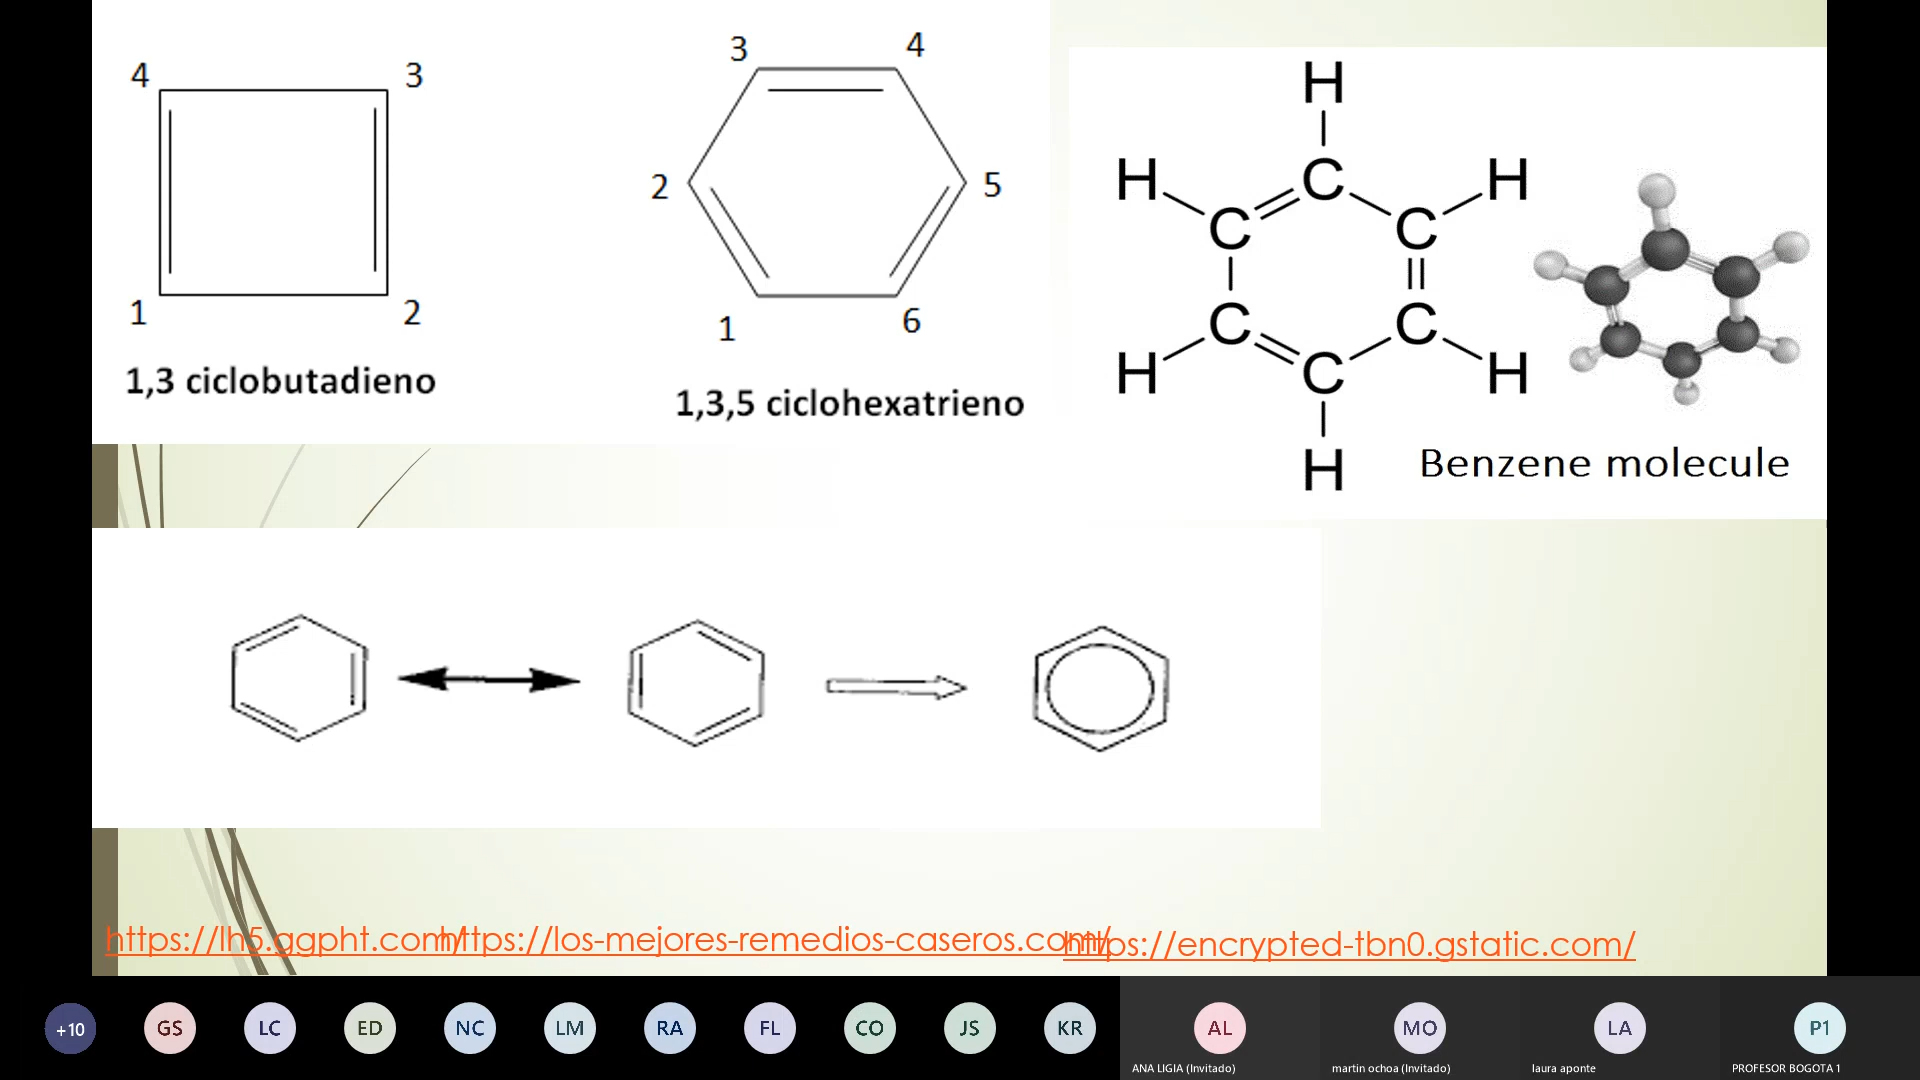 4
3
1
2
1,3 ciclobutadieno
3
4
2
5
1
6
1,3,5 ciclohexatrieno
H
H
C
H
C
C
C
C
H
C
H
H
Benzene molecule
https://lh5.ggpht.com/
https://los-mejores-remedios-caseros.com/
https://encrypted-tbn0.gstatic.com/
+10
GS
LC
ED
NC
LM
RA
FL
CO
JS
KR
AL
MO
LA
P1
ANA LIGIA (Invitado)
martin ochoa (Invitado)
laura aponte
PROFESOR BOGOTA 1